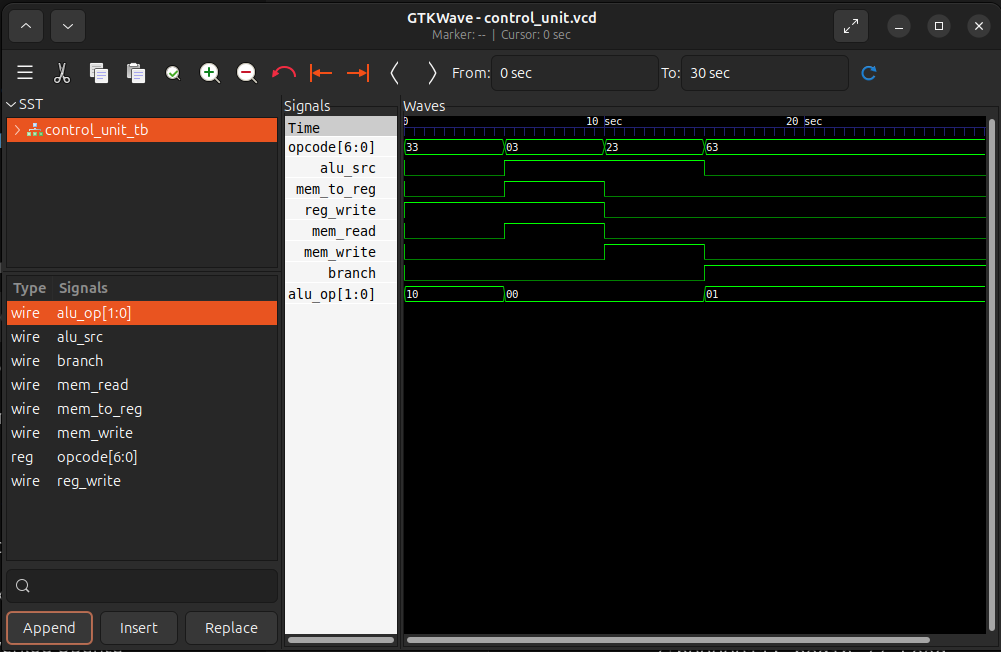 GTKWave - control_unit.vcd
Marker: -- | Cursor: 0 sec
From: 0 sec To: 30 sec
SST
control_unit_tb
Type Signals
wire alu_op[1:0]
wire alu_src
wire branch
wire mem_read
wire mem_to_reg
wire mem_write
reg opcode[6:0]
wire reg_write
Append Insert Replace
Signals
Time
opcode[6:0]
alu_src
mem_to_reg
reg_write
mem_read
mem_write
branch
alu_op[1:0]
Waves
0 10 sec 20 sec
33 03 23 63
10 00 01